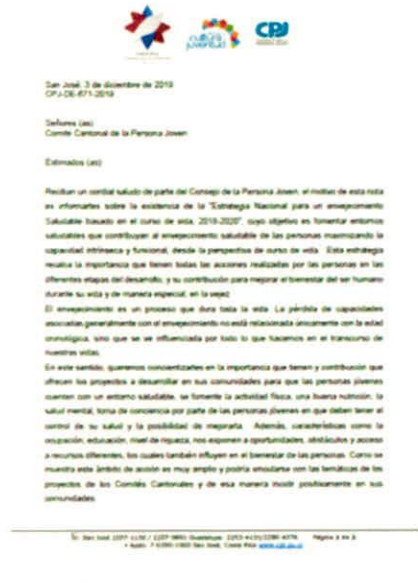 cultura
juventud
CPJ
San José, 3 de diciembre de 2019
CPJ-DE-671-2019
Señores (as)
Comité Cantonal de la Persona Joven
Estimados (as)
Reciban un cordial saludo de parte del Consejo de la Persona Joven, el motivo de esta nota
es informarles sobre la existencia de la "Estrategia Nacional para un envejecimiento
Saludable basado en el curso de vida, 2018-2020", cuyo objetivo es fomentar entornos
saludables que contribuyan al envejecimiento saludable de las personas maximizando la
capacidad intrínseca y funcional, desde la perspectiva de curso de vida. Esta estrategia
recalca la importancia que tienen todas las acciones realizadas por las personas en las
diferentes etapas del desarrollo, y su contribución para mejorar el bienestar del ser humano
durante su vida y de manera especial, en la vejez.
El envejecimiento es un proceso que dura toda la vida. La pérdida de capacidades
asociadas generalmente con el envejecimiento no está relacionada únicamente con la edad
cronológica, sino que se ve influenciada por todo lo que hacemos en el transcurso de
nuestras vidas.
En este sentido, queremos concientizarles en la importancia que tienen y contribución que
ofrecen los proyectos a desarrollar en sus comunidades para que las personas jóvenes
cuenten con un entorno saludable, se fomente la actividad física, una buena nutrición, la
salud mental, toma de conciencia por parte de las personas jóvenes en que deben tener el
control de su salud y la posibilidad de mejorarla. Además, características como la
ocupación, educación, nivel de riqueza, nos exponen a oportunidades, obstáculos y acceso
a recursos diferentes, los cuales también influyen en el bienestar de las personas. Como se
muestra este ámbito de acción es muy amplio y podría vincularse con las temáticas de los
proyectos de los Comités Cantonales y de esa manera incidir positivamente en sus
comunidades.
San José Guadalupe Página
San José, Costa Rica